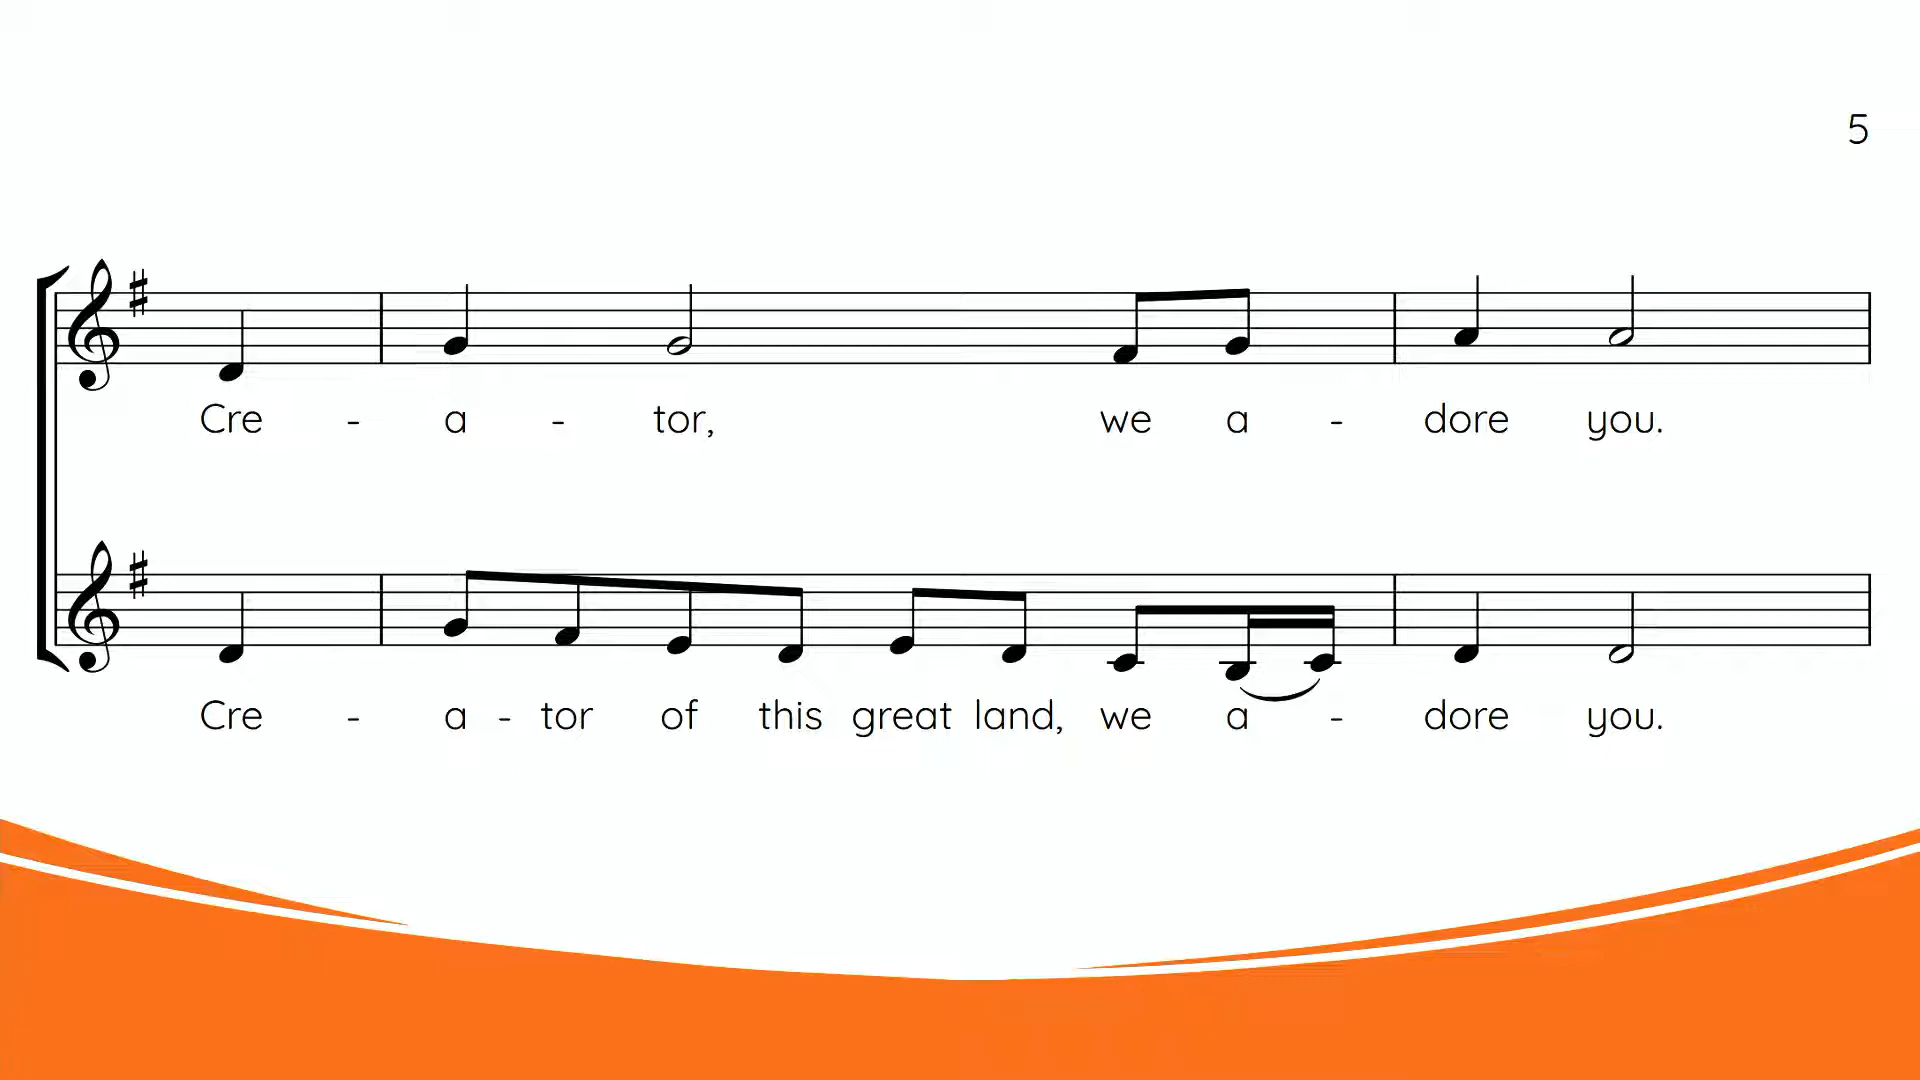 5
Cre - a - tor, we a - dore you.
Cre - a - tor of this great land, we a - dore you.